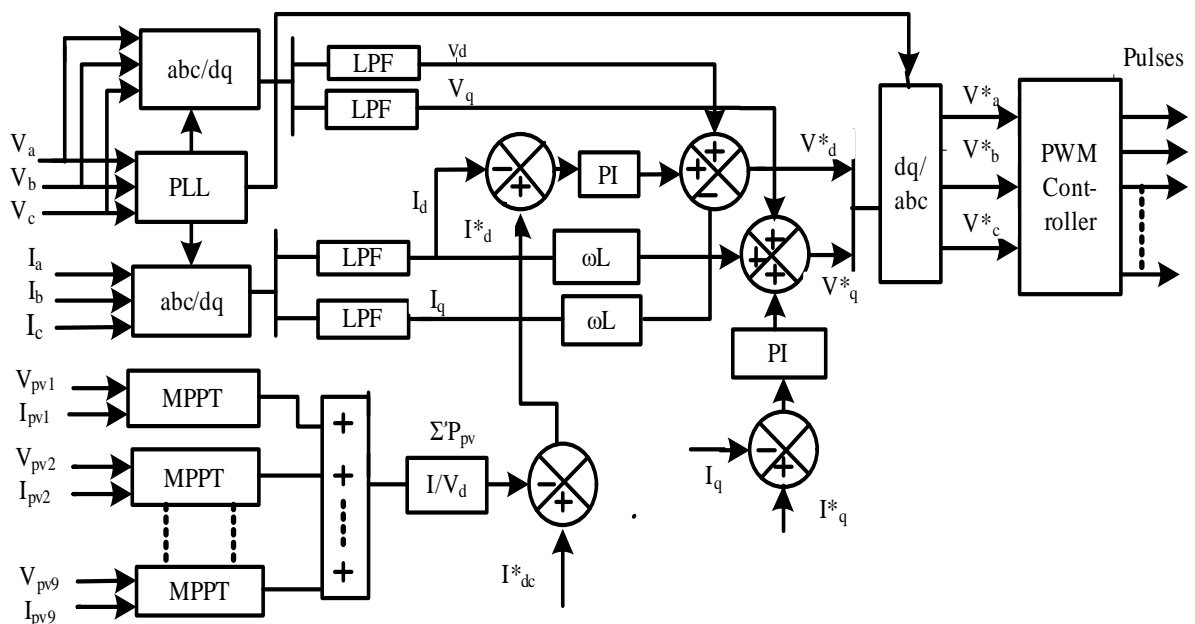 Pulses
abc/dq
LPF
Vd
LPF
Vq
V*a
Va
Vb
Vc
PLL
PI
V*d
dq/
abc
V*b
PWM
Cont-
roller
Id
I*d
V*c
Ia
Ib
Ic
abc/dq
LPF
ωL
V*q
LPF
Iq
ωL
PI
Vpv1
Ipv1
MPPT
Σ'Ppv
Vpv2
Ipv2
MPPT
I/Vd
Iq
I*q
Vpv9
Ipv9
MPPT
I*dc